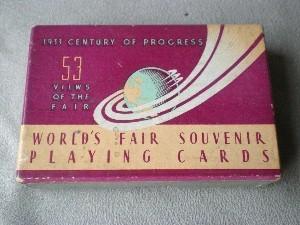 1933 CENTURY OF PROGRESS
53
VIEWS
OF THE
FAIR
WORLD'S FAIR SOUVENIR
PLAYING CARDS